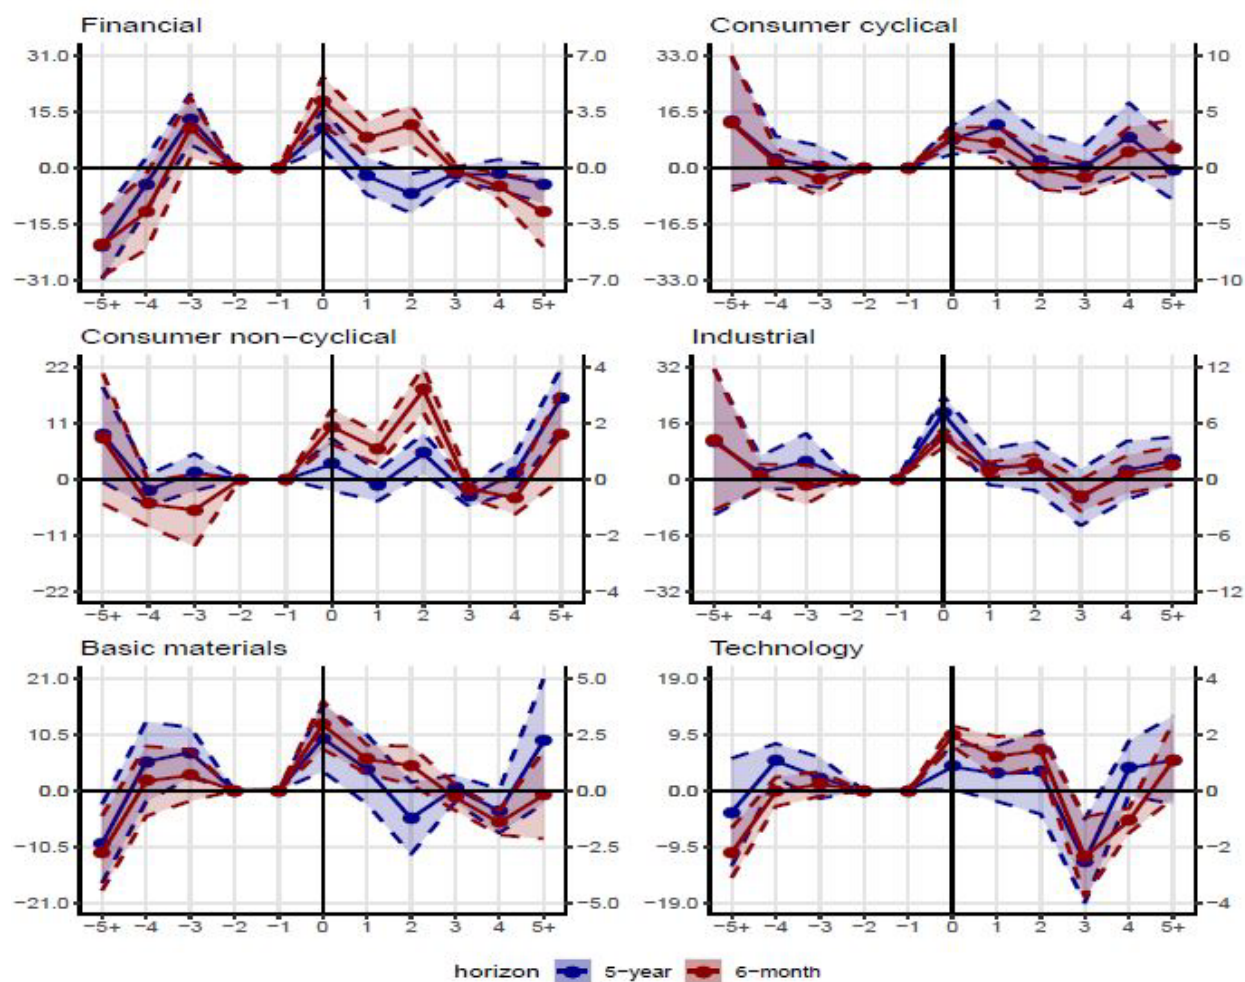 Financial
Consumer cyclical
31.0 7.0 33.0 10
15.5 3.5 16.5 5
0.0 0.0 0.0 0
−15.5 −3.5 −16.5 −5
−31.0 −7.0 −33.0 −10
−5+ −4 −3 −2 −1 0 1 2 3 4 5+ −5+ −4 −3 −2 −1 0 1 2 3 4 5+
Consumer non−cyclical
Industrial
22 4 32 12
11 2 16 6
0 0 0 0
−11 −2 −16 −6
−22 −4 −32 −12
−5+ −4 −3 −2 −1 0 1 2 3 4 5+ −5+ −4 −3 −2 −1 0 1 2 3 4 5+
Basic materials
Technology
21.0 5.0 19.0 4
10.5 2.5 9.5 2
0.0 0.0 0.0 0
−10.5 −2.5 −9.5 −2
−21.0 −5.0 −19.0 −4
−5+ −4 −3 −2 −1 0 1 2 3 4 5+ −5+ −4 −3 −2 −1 0 1 2 3 4 5+
horizon 5−year 6−month